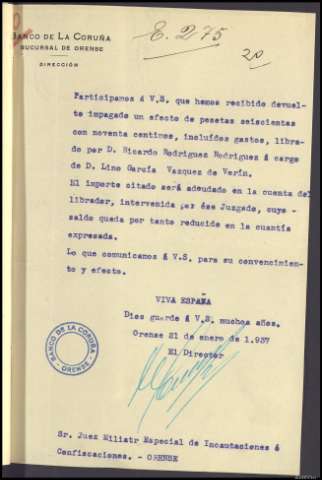 BANCO DE LA CORUÑA
SUCURSAL DE ORENSE
DIRECCIÓN
E. 275
20
Participamos á V.S. que hemos recibido devuel-
to impagado un efecto de pesetas seiscientas
con noventa centimos, incluídos gastos, libra-
do por D. Ricardo Rodriguez Rodriguez á cargo
de D. Lino García Vazquez de Verín.
El importe citado será adeudado en la cuenta del
librador, intervenida por ése Juzgado, cuyo
saldo queda por tanto reducido en la cuantía
expresada.
Lo que comunicamos á V.S. para su convencimien-
to y efecto.
VIVA ESPAÑA
Dios guarde á V.S. muchos años.
Orense 21 de enero de 1.937
El Director
BANCO DE LA CORUÑA
- ORENSE -
Sr. Juez Militar Especial de Incautaciones á
Confiscaciones. - ORENSE